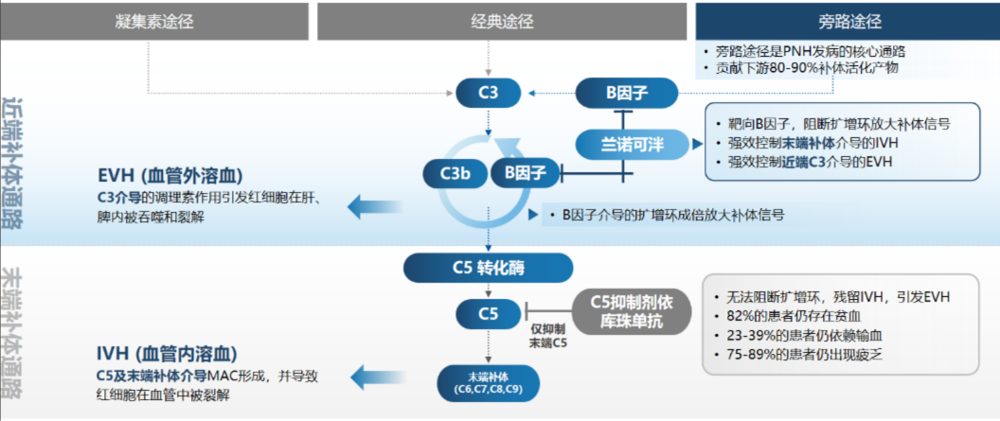 凝集素途径
经典途径
旁路途径
• 旁路途径是PNH发病的核心通路
• 贡献下游80-90%补体活化产物
C3
B因子
近端补体通路
兰诺可泮
• 靶向B因子，阻断扩增环放大补体信号
• 强效控制末端补体介导的IVH
• 强效控制近端C3介导的EVH
C3b
B因子
EVH (血管外溶血)
C3介导的调理素作用引发红细胞在肝、
脾内被吞噬和裂解
• B因子介导的扩增环成倍放大补体信号
C5 转化酶
末端补体通路
C5
C5抑制剂依
库珠单抗
仅抑制
末端C5
• 无法阻断扩增环，残留IVH，引发EVH
• 82%的患者仍存在贫血
• 23-39%的患者仍依赖输血
• 75-89%的患者仍出现疲乏
IVH (血管内溶血)
C5及末端补体介导MAC形成，并导致
红细胞在血管中被裂解
末端补体
(C6,C7,C8,C9)